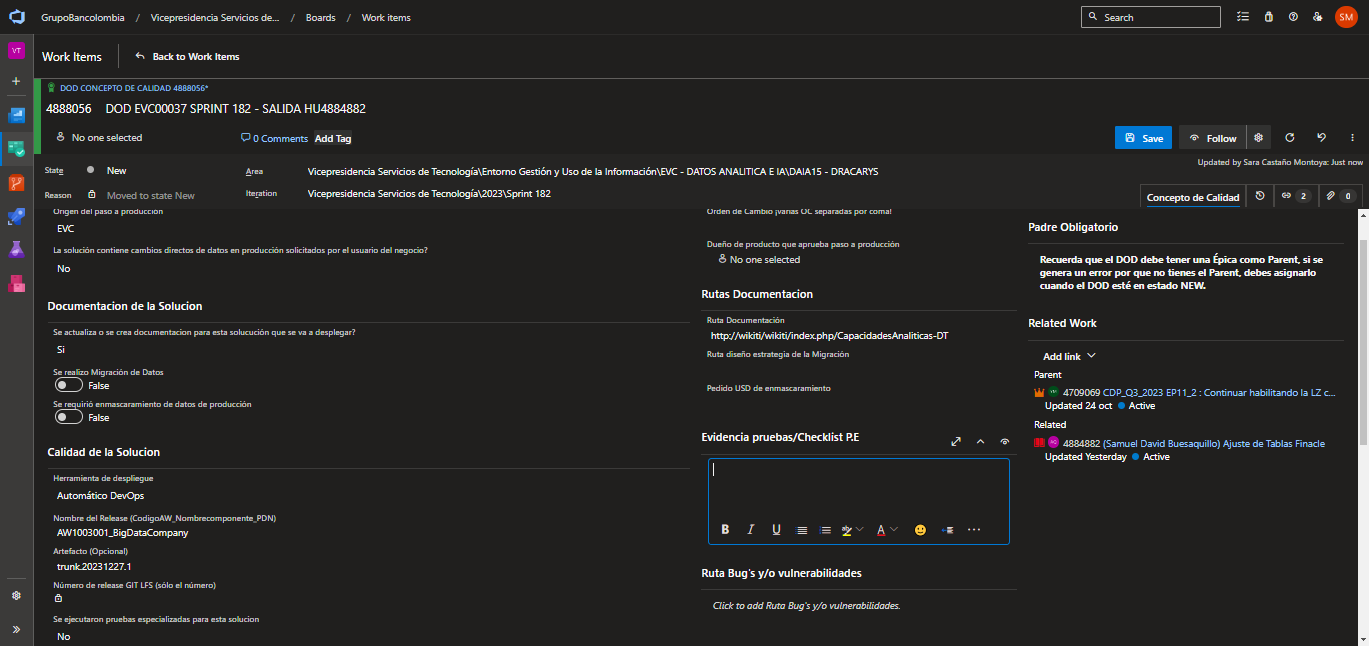 GrupoBancolombia / Vicepresidencia Servicios de... / Boards / Work items
Search
SM
VT
Work Items
Back to Work Items
DOD CONCEPTO DE CALIDAD 4888056*
4888056 DOD EVC00037 SPRINT 182 - SALIDA HU4884882
No one selected
0 Comments
Add Tag
Save
Follow
Updated by Sara Castaño Montoya: Just now
State
New
Area
Vicepresidencia Servicios de Tecnología\Entorno Gestión y Uso de la Información\EVC - DATOS ANALITICA E IA\DAIA15 - DRACARYS
Reason
Moved to state New
Iteration
Vicepresidencia Servicios de Tecnología\2023\Sprint 182
Concepto de Calidad
2
0
Origen del paso a producción
EVC
La solución contiene cambios directos de datos en producción solicitados por el usuario del negocio?
No
Documentacion de la Solucion
Se actualiza o se crea documentacion para esta solucución que se va a desplegar?
Si
Se realizo Migración de Datos
False
Se requirió enmascaramiento de datos de producción
False
Calidad de la Solucion
Herramienta de despliegue
Automático DevOps
Nombre del Release (CodigoAW_Nombrecomponente_PDN)
AW1003001_BigDataCompany
Artefacto (Opcional)
trunk.20231227.1
Número de release GIT LFS (sólo el número)
Se ejecutaron pruebas especializadas para esta solucion
No
Orden de Cambio ¡varias OC separadas por coma!
Dueño de producto que aprueba paso a producción
No one selected
Rutas Documentacion
Ruta Documentación
http://wikiti/wikiti/index.php/CapacidadesAnaliticas-DT
Ruta diseño estrategia de la Migración
Pedido USD de enmascaramiento
Evidencia pruebas/Checklist P.E
B I U A
Ruta Bug's y/o vulnerabilidades
Click to add Ruta Bug's y/o vulnerabilidades.
Padre Obligatorio
Recuerda que el DOD debe tener una Épica como Parent, si se
genera un error por que no tienes el Parent, debes asignarlo
cuando el DOD esté en estado NEW.
Related Work
Add link
Parent
4709069 CDP_Q3_2023 EP11_2 : Continuar habilitando la LZ c...
Updated 24 oct Active
Related
4884882 (Samuel David Buesaquillo) Ajuste de Tablas Finacle
Updated Yesterday Active